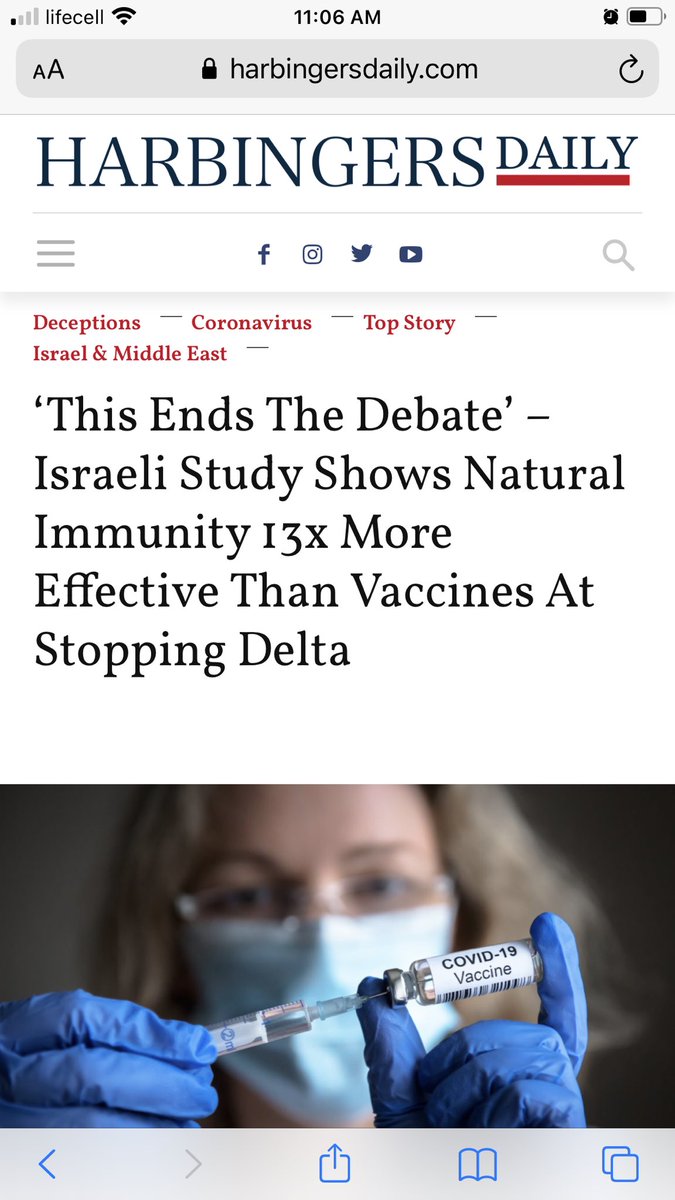 lifecell 11:06 AM
AA harbingersdaily.com
HARBINGERS DAILY
Deceptions — Coronavirus — Top Story —
Israel & Middle East —
‘This Ends The Debate’ –
Israeli Study Shows Natural
Immunity 13x More
Effective Than Vaccines At
Stopping Delta
COVID-19
Vaccine